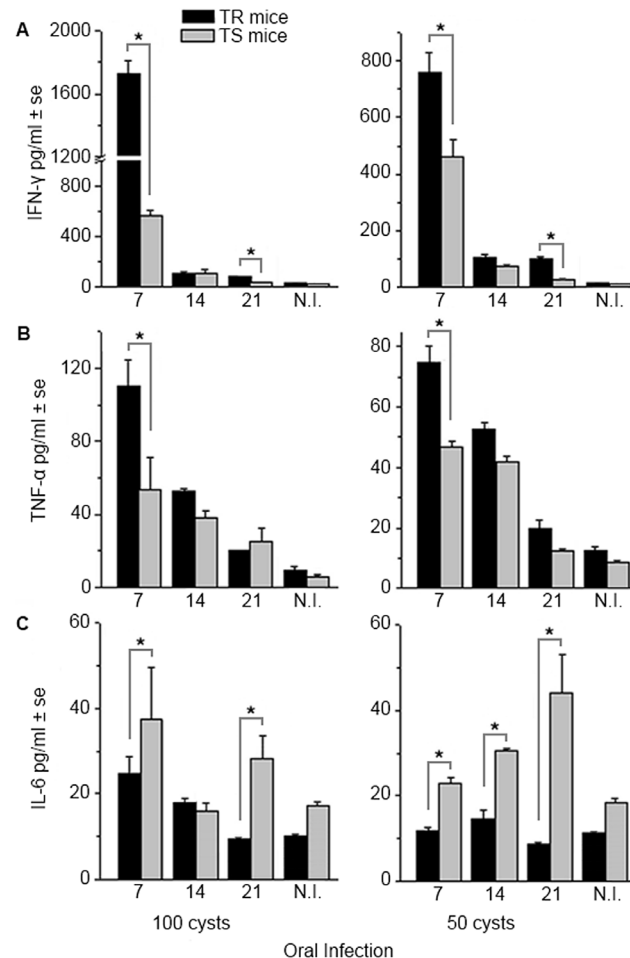 TR mice
TS mice
A
IFN-γ pg/ml ± se
2000
1600
1200
600
400
0
*
*
7 14 21 N.I.
800
600
400
200
0
*
*
7 14 21 N.I.
B
TNF-α pg/ml ± se
120
80
40
0
*
7 14 21 N.I.
80
60
40
20
0
*
7 14 21 N.I.
C
IL-6 pg/ml ± se
60
40
20
0
*
*
7 14 21 N.I.
60
40
20
0
*
*
*
7 14 21 N.I.
100 cysts
50 cysts
Oral Infection